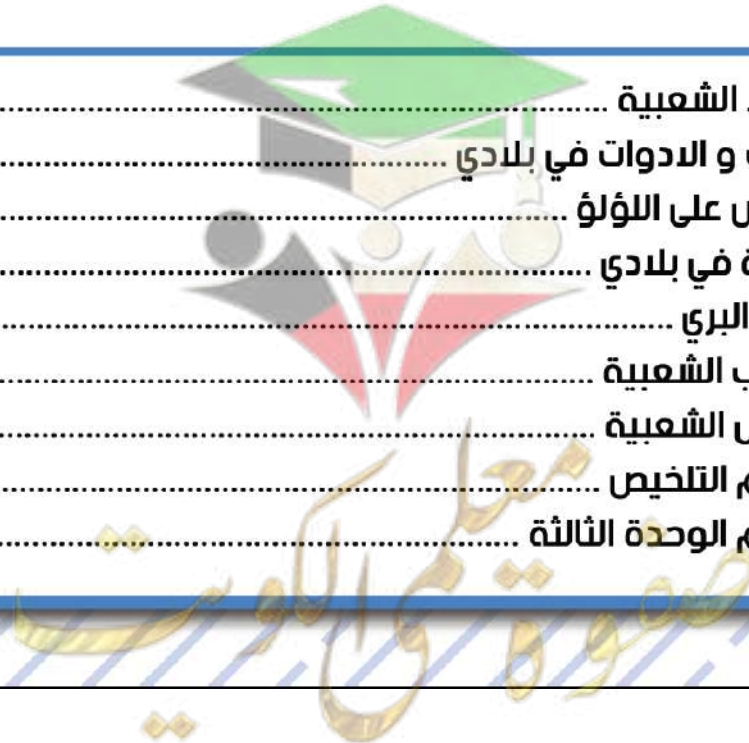 الشعبية ........................................................
و الادوات في بلادي ........................................................
على اللؤلؤ ........................................................
في بلادي ........................................................
البري ........................................................
الشعبية ........................................................
الشعبية ........................................................
التلخيص ........................................................
الوحدة الثالثة ........................................................
صفوة معلمي الكويت